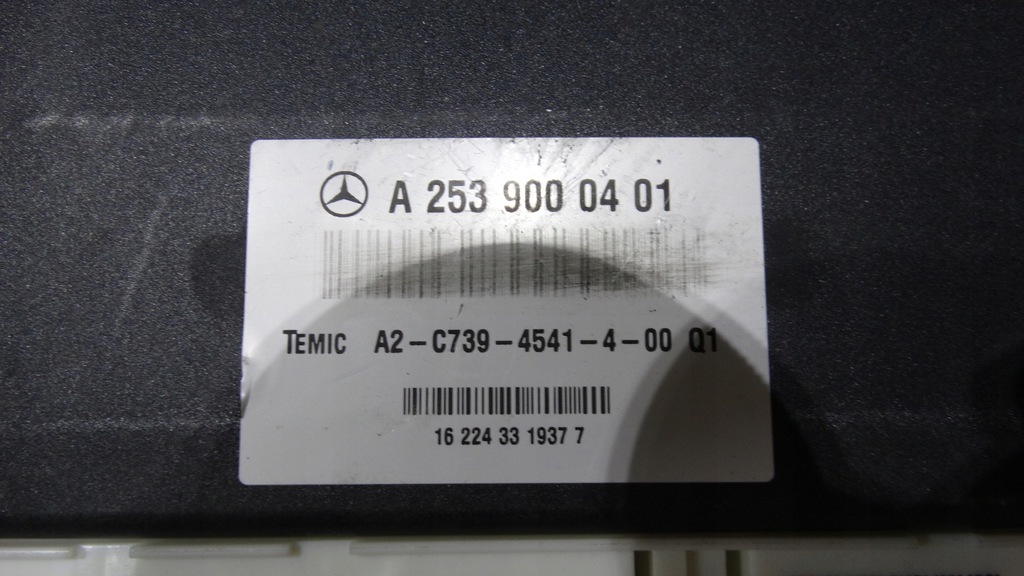 A 253 900 04 01
TEMIC A2-C739-4541-4-00 Q1
16 224 33 1937 7